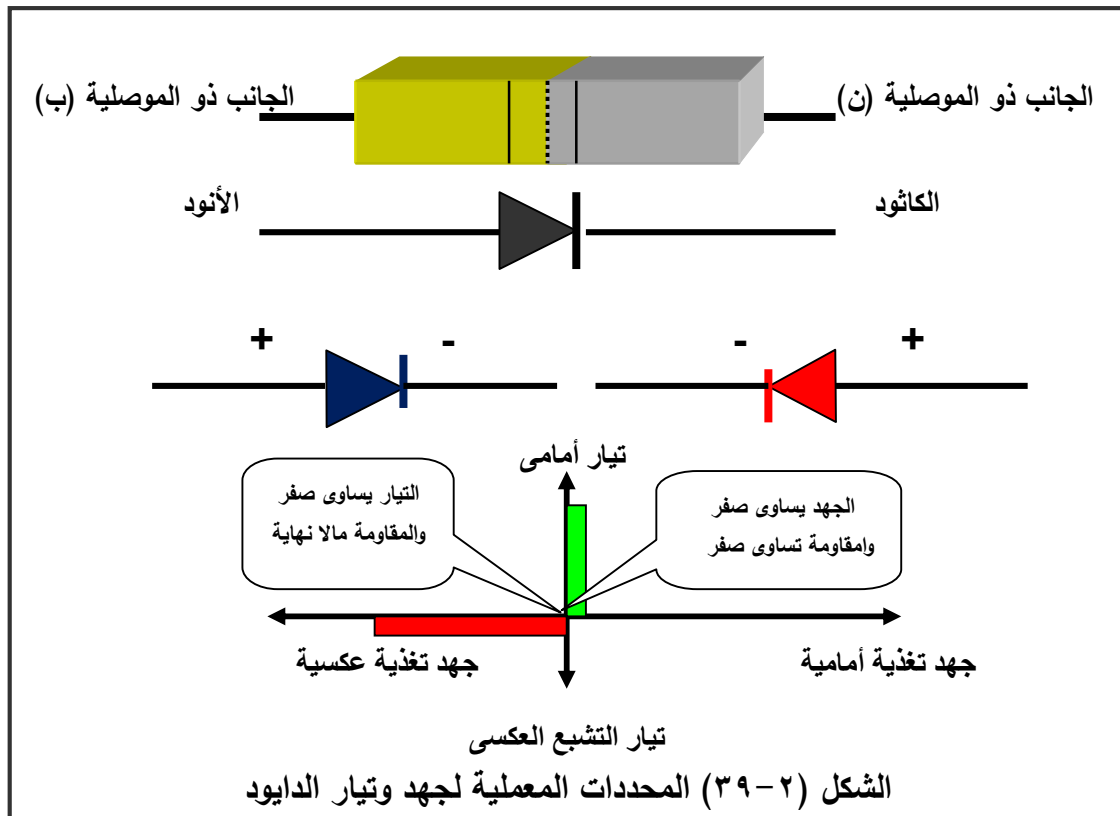 الجانب ذو الموصلية (ن)
الجانب ذو الموصلية (ب)
الكاثود
الأنود
+ -
- +
تيار أمامى
الجهد يساوى صفر
وامقاومة تساوى صفر
التيار يساوى صفر
والمقاومة مالا نهاية
جهد تغذية أمامية
جهد تغذية عكسية
تيار التشبع العكسى
الشكل (٢-٣٩) المحددات المعملية لجهد وتيار الدايود